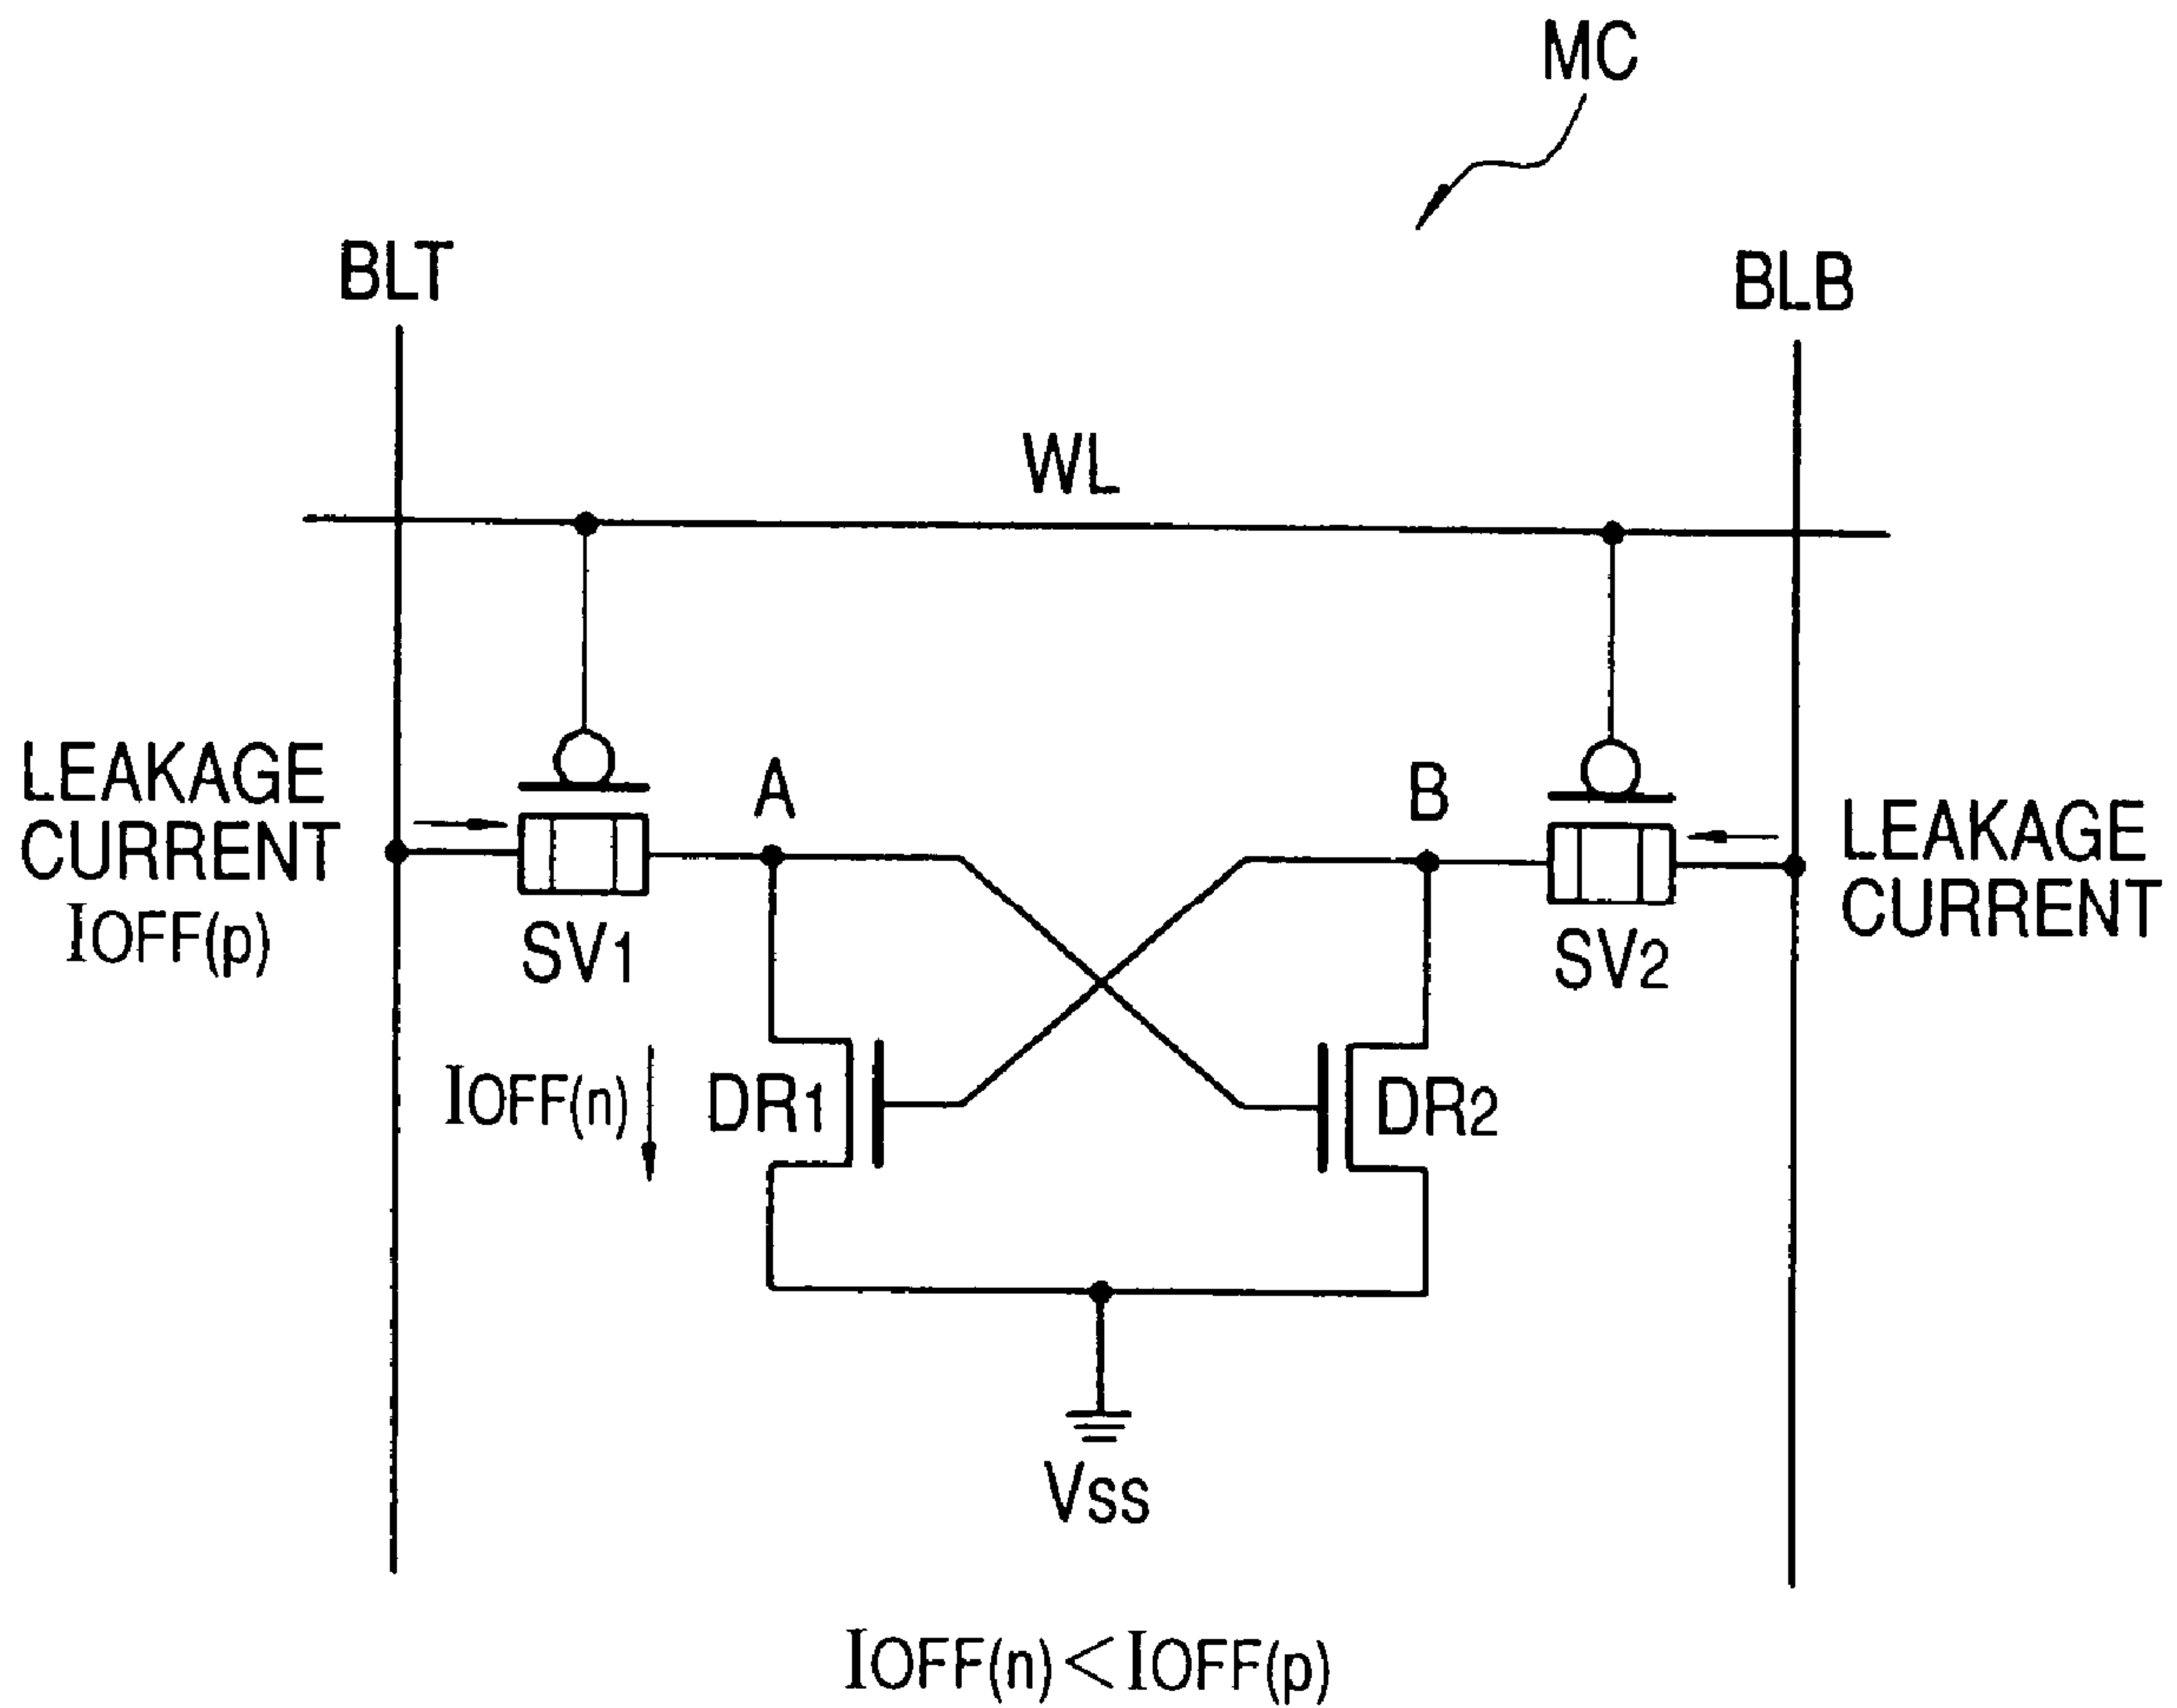 MC
BLT
BLB
WL
LEAKAGE
CURRENT
IOFF(p)
A
B
LEAKAGE
CURRENT
SV1
SV2
IOFF(n)
DR1
DR2
VSS
IOFF(n)<IOFF(p)